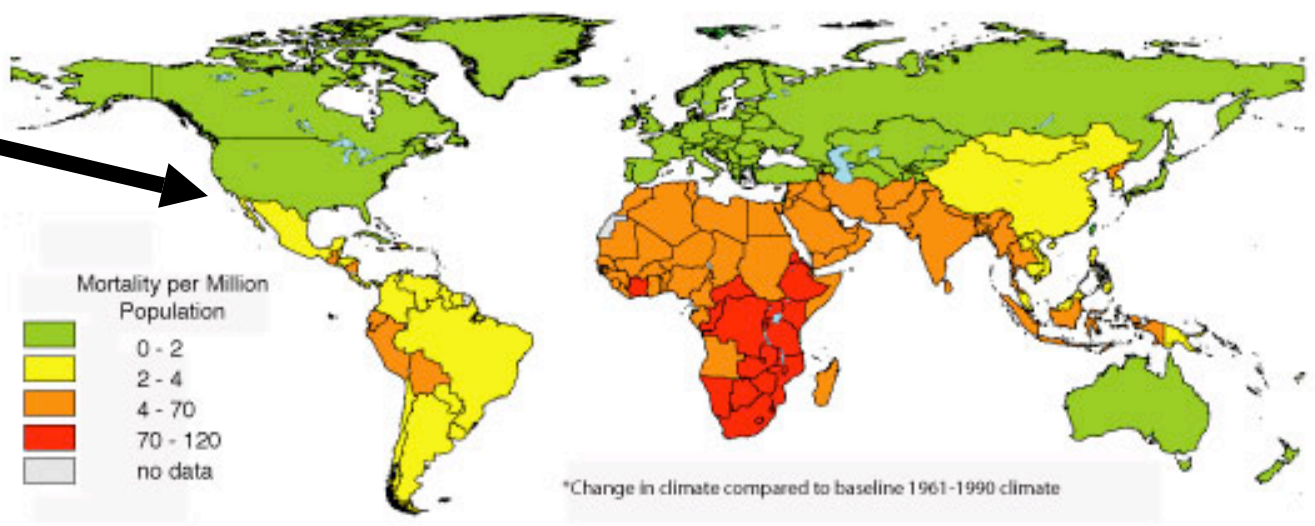 Mortality per Million
Population
0 - 2
2 - 4
4 - 70
70 - 120
no data
*Change in climate compared to baseline 1961-1990 climate